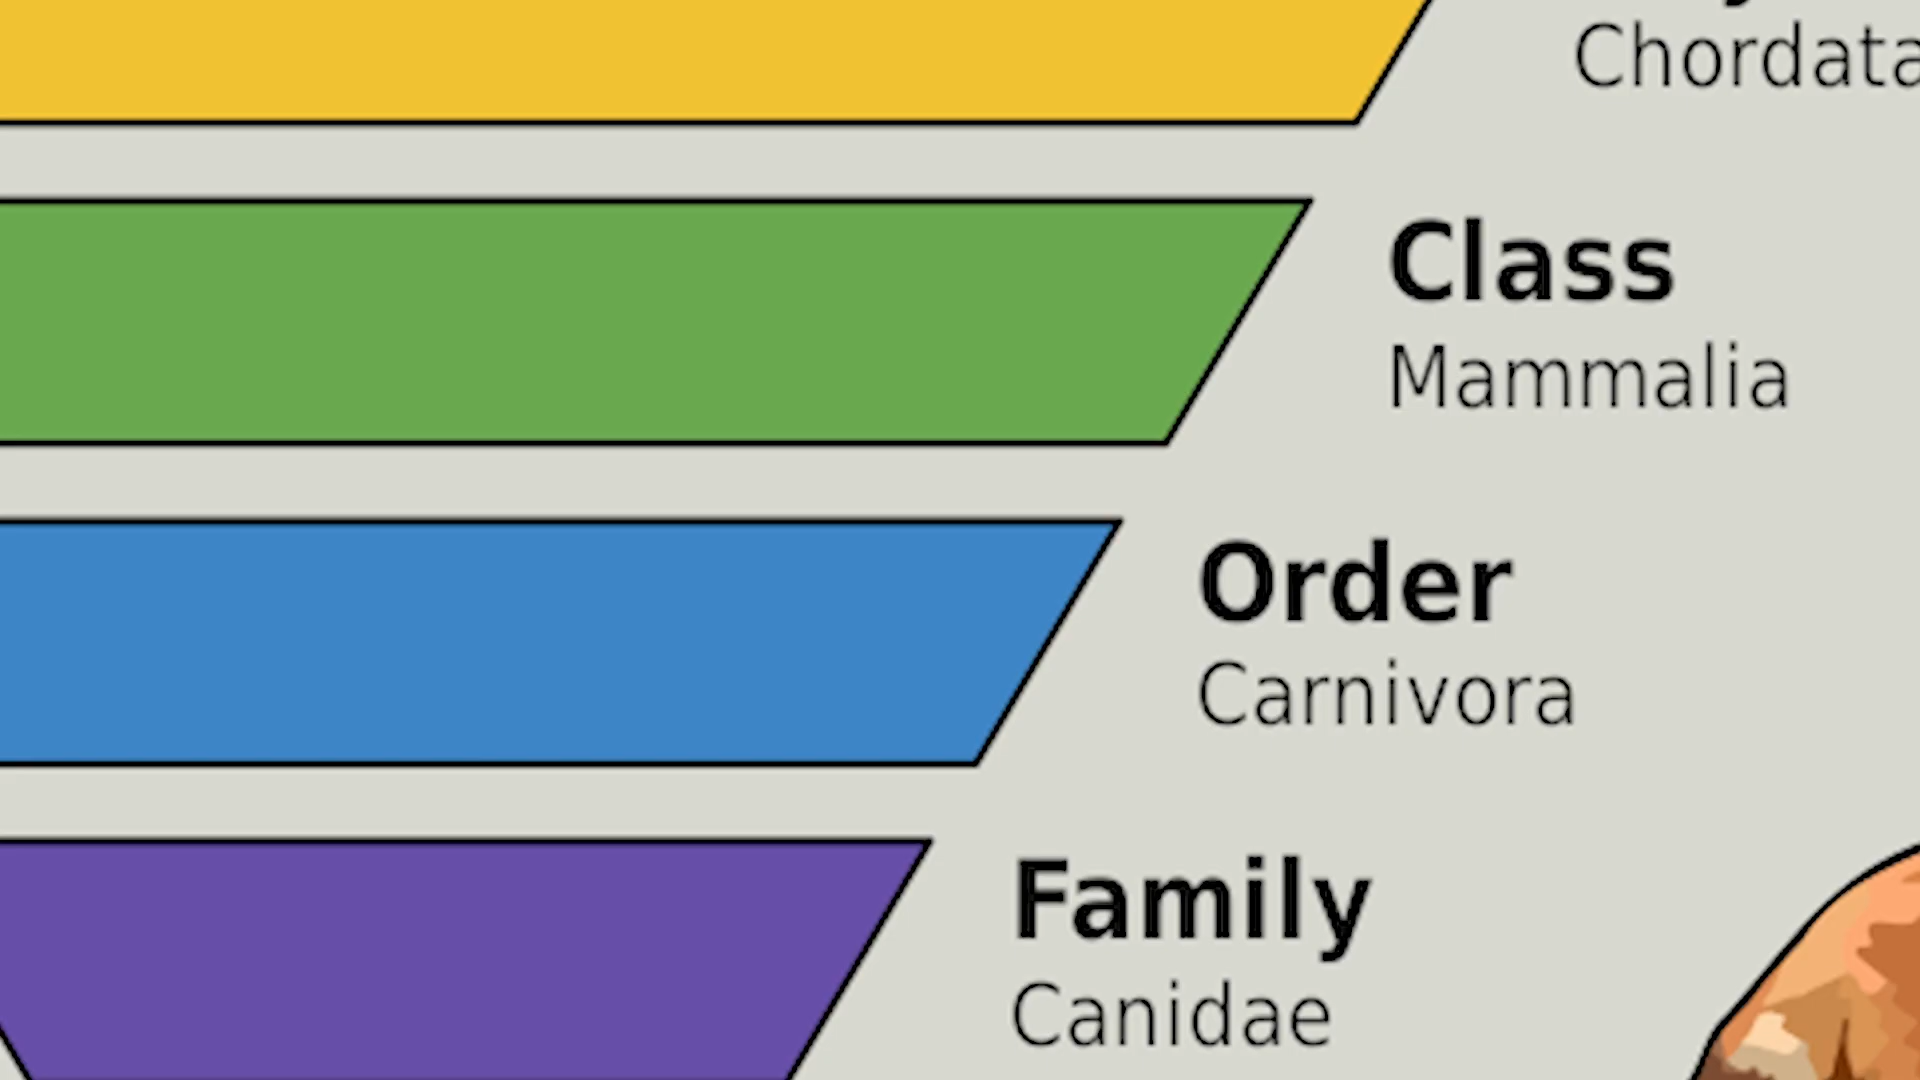 Chordata
Class
Mammalia
Order
Carnivora
Family
Canidae